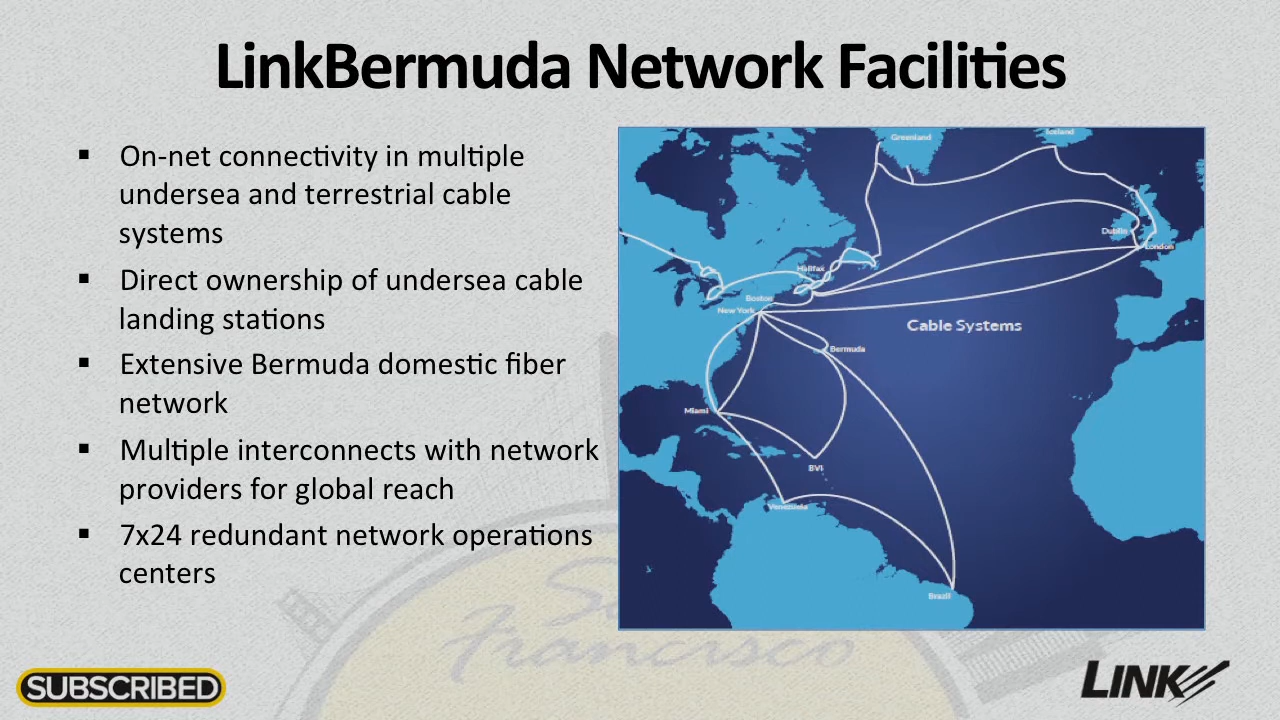 LinkBermuda Network Facilities
▪ On-net connectivity in multiple
undersea and terrestrial cable
systems
▪ Direct ownership of undersea cable
landing stations
▪ Extensive Bermuda domestic fiber
network
▪ Multiple interconnects with network
providers for global reach
▪ 7x24 redundant network operations
centers
Greenland
Iceland
Dublin
London
Halifax
Boston
New York
Cable Systems
Bermuda
Miami
BVI
Venezuela
Brazil
San
Francisco
SUBSCRIBED
LINK